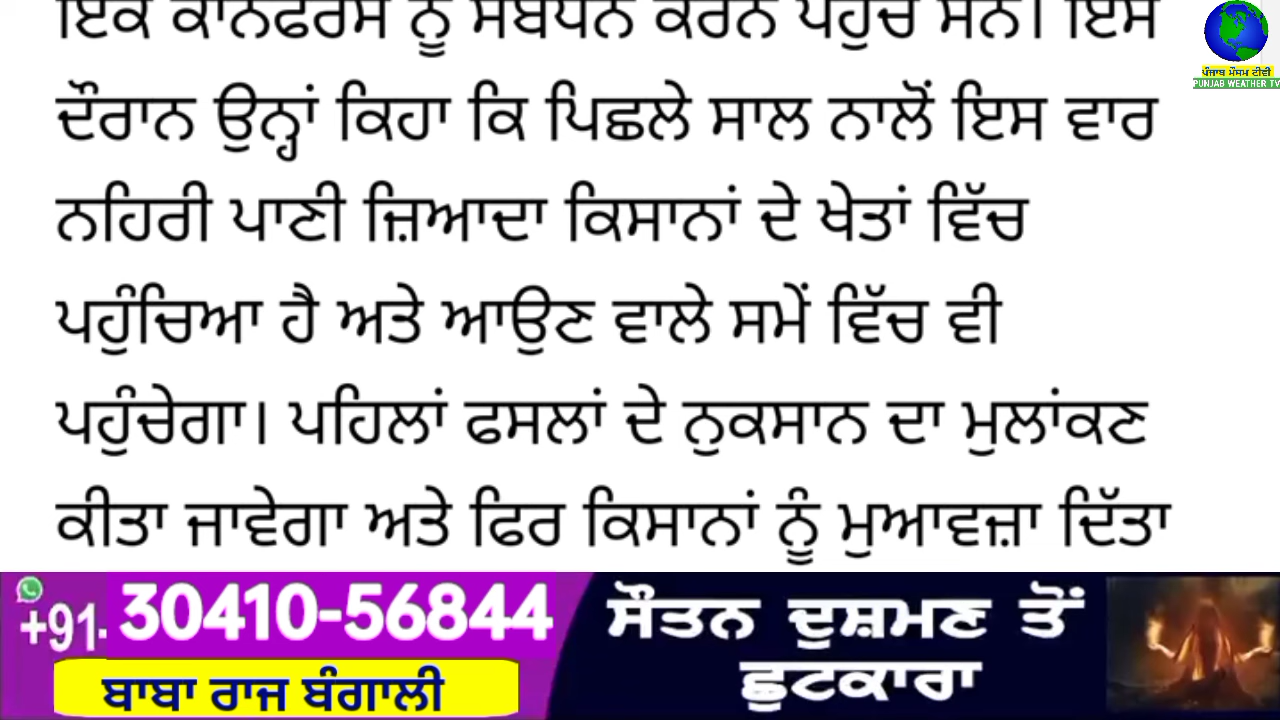 ਇਕ ਕਾਨਫਰੰਸ ਨੂੰ ਸੰਬੋਧਨ ਕਰਨ ਪਹੁੰਚੇ ਸਨ। ਇਸ
ਦੌਰਾਨ ਉਨ੍ਹਾਂ ਕਿਹਾ ਕਿ ਪਿਛਲੇ ਸਾਲ ਨਾਲੋਂ ਇਸ ਵਾਰ
ਨਹਿਰੀ ਪਾਣੀ ਜ਼ਿਆਦਾ ਕਿਸਾਨਾਂ ਦੇ ਖੇਤਾਂ ਵਿੱਚ
ਪਹੁੰਚਿਆ ਹੈ ਅਤੇ ਆਉਣ ਵਾਲੇ ਸਮੇਂ ਵਿੱਚ ਵੀ
ਪਹੁੰਚੇਗਾ। ਪਹਿਲਾਂ ਫਸਲਾਂ ਦੇ ਨੁਕਸਾਨ ਦਾ ਮੁਲਾਂਕਣ
ਕੀਤਾ ਜਾਵੇਗਾ ਅਤੇ ਫਿਰ ਕਿਸਾਨਾਂ ਨੂੰ ਮੁਆਵਜ਼ਾ ਦਿੱਤਾ
ਪੰਜਾਬ ਮੌਸਮ ਟੀਵੀ
PUNJAB WEATHER TV
+91- 30410-56844
ਬਾਬਾ ਰਾਜ ਬੰਗਾਲੀ
ਸੌਤਨ ਦੁਸ਼ਮਣ ਤੋਂ
ਛੁਟਕਾਰਾ